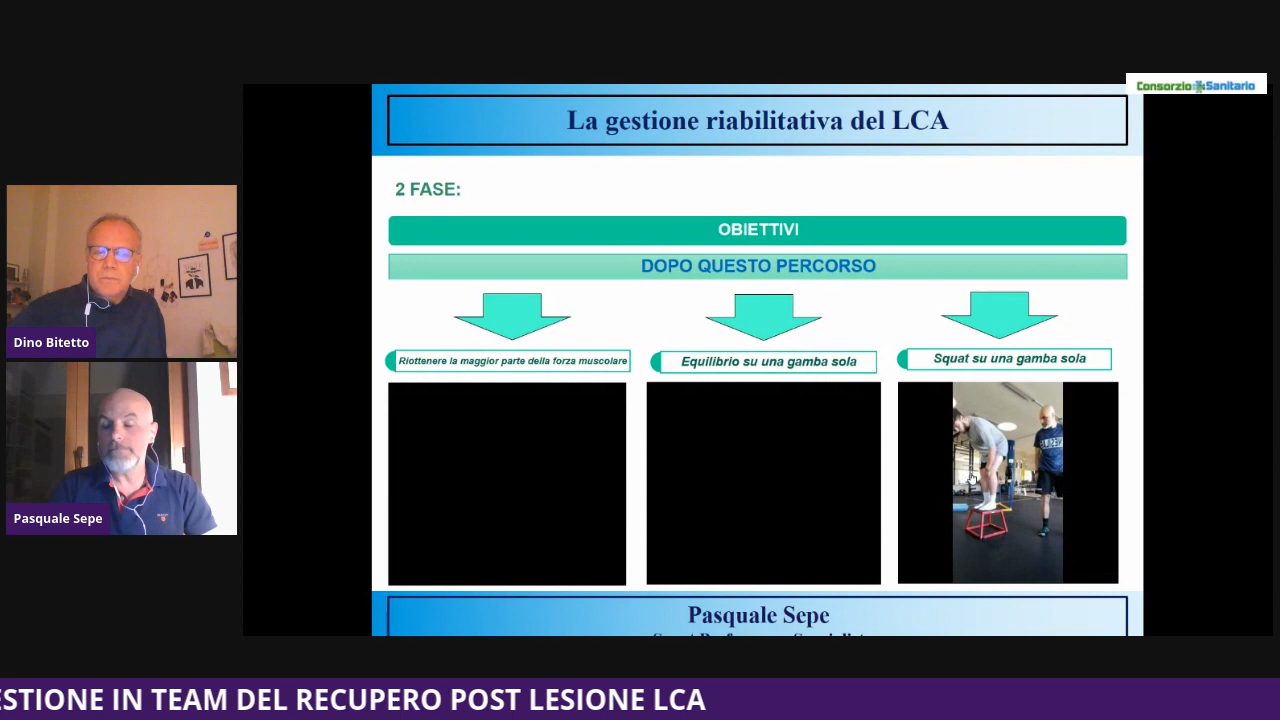 Consorzio Sanitario
La gestione riabilitativa del LCA
2 FASE:
OBIETTIVI
DOPO QUESTO PERCORSO
Riottenere la maggior parte della forza muscolare
Equilibrio su una gamba sola
Squat su una gamba sola
Dino Bitetto
Pasquale Sepe
Pasquale Sepe
ESTIONE IN TEAM DEL RECUPERO POST LESIONE LCA